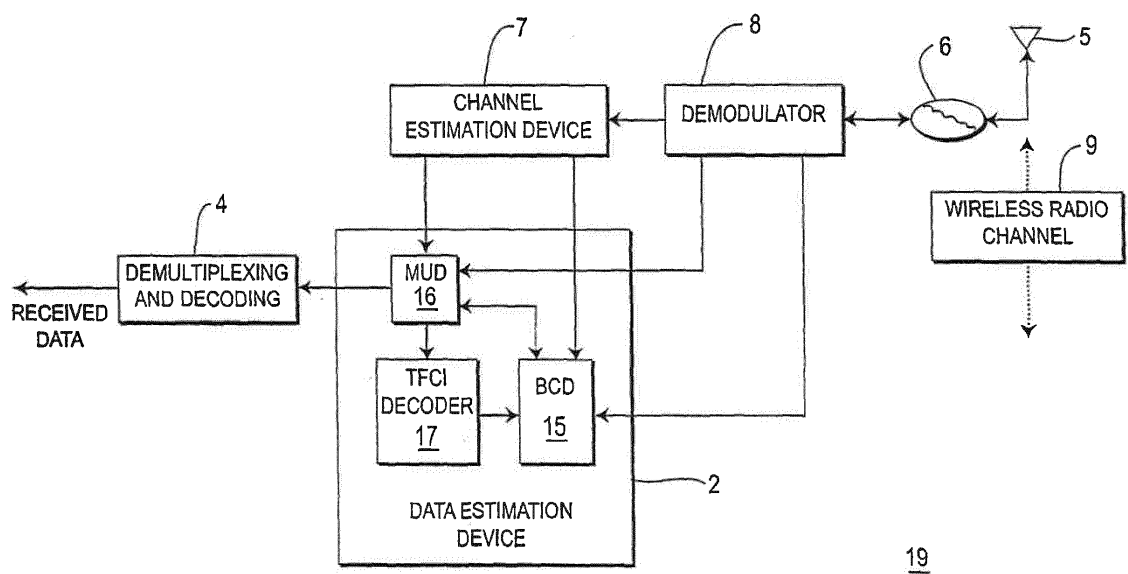 7
8
6
5
CHANNEL
ESTIMATION DEVICE
DEMODULATOR
9
WIRELESS RADIO
CHANNEL
4
DEMULTIPLEXING
AND DECODING
MUD
16
RECEIVED
DATA
TFCI
DECODER
17
BCD
15
2
DATA ESTIMATION
DEVICE
19